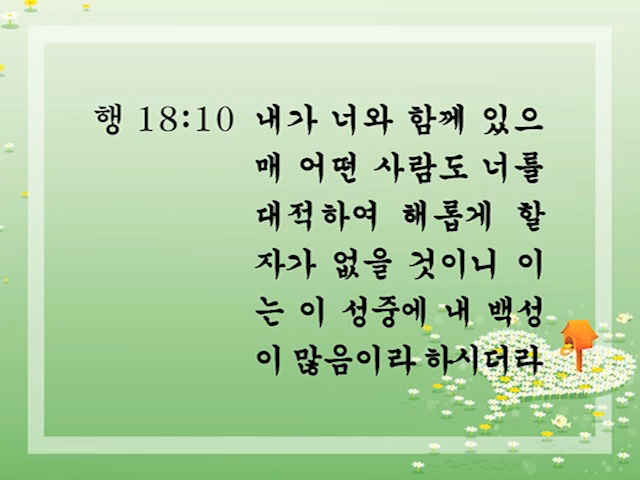 행 18:10 내가 너와 함께 있으
매 어떤 사람도 너를
대적하여 해롭게 할
자가 없을 것이니 이
는 이 성중에 내 백성
이 많음이라 하시더라